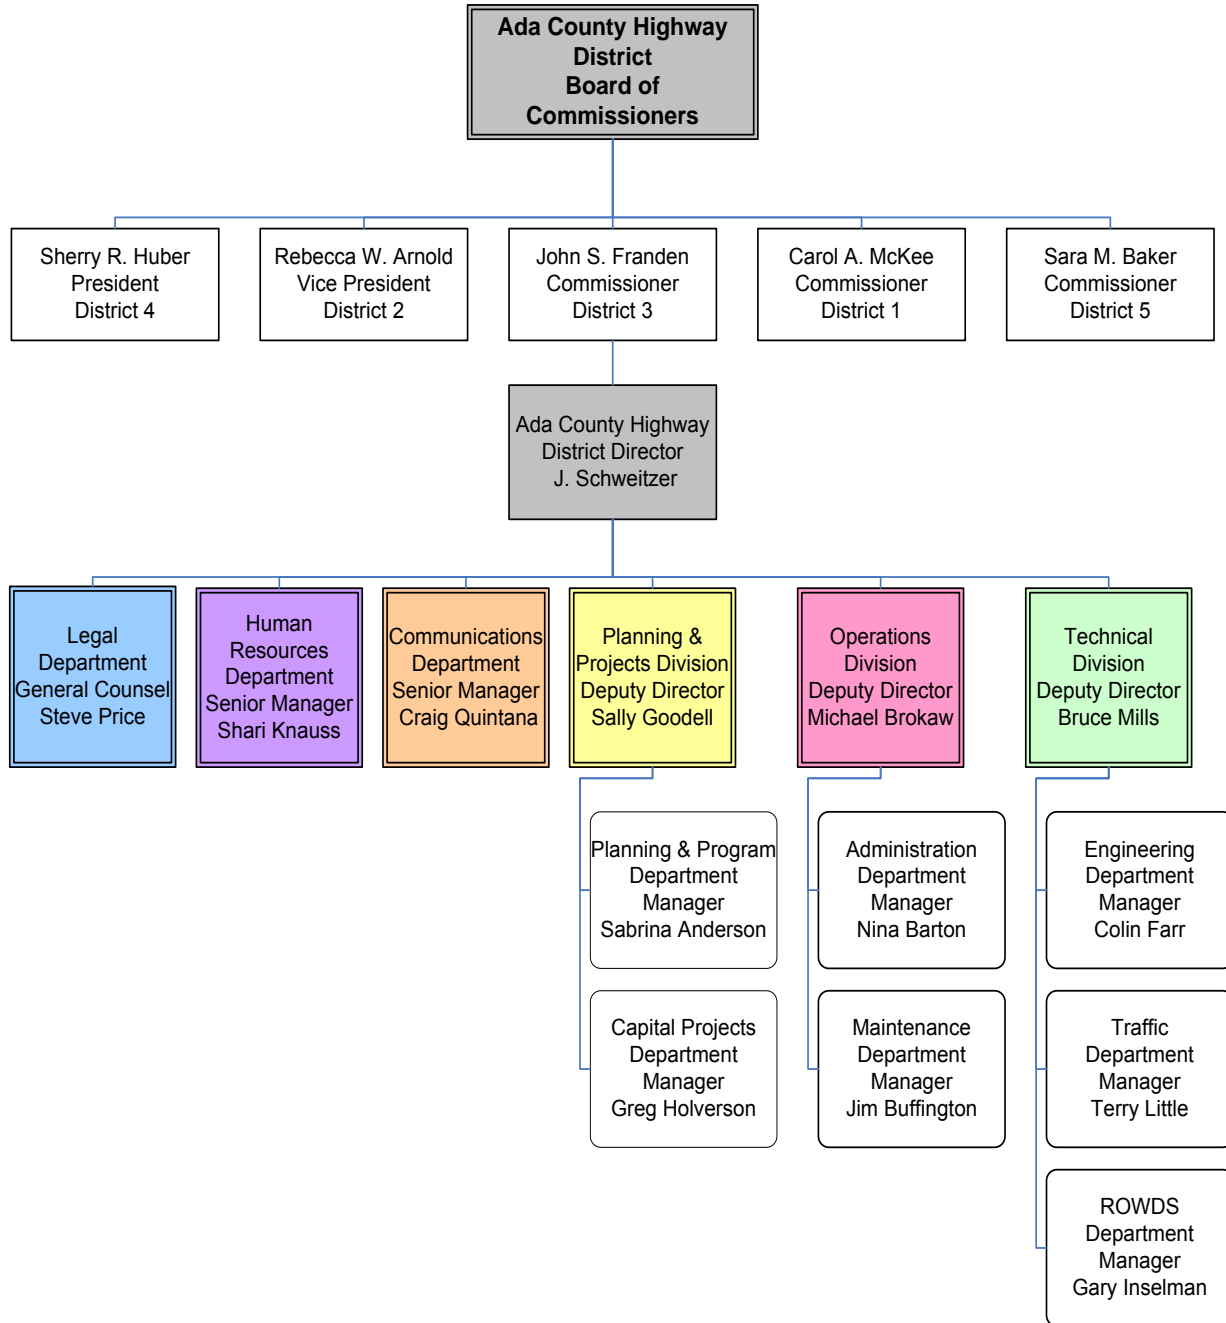 Ada County Highway
District
Board of
Commissioners
Sherry R. Huber
President
District 4
Rebecca W. Arnold
Vice President
District 2
John S. Franden
Commissioner
District 3
Carol A. McKee
Commissioner
District 1
Sara M. Baker
Commissioner
District 5
Ada County Highway
District Director
J. Schweitzer
Legal
Department
General Counsel
Steve Price
Human
Resources
Department
Senior Manager
Shari Knauss
Communications
Department
Senior Manager
Craig Quintana
Planning &
Projects Division
Deputy Director
Sally Goodell
Operations
Division
Deputy Director
Michael Brokaw
Technical
Division
Deputy Director
Bruce Mills
Planning & Program
Department
Manager
Sabrina Anderson
Administration
Department
Manager
Nina Barton
Engineering
Department
Manager
Colin Farr
Capital Projects
Department
Manager
Greg Holverson
Maintenance
Department
Manager
Jim Buffington
Traffic
Department
Manager
Terry Little
ROWDS
Department
Manager
Gary Inselman